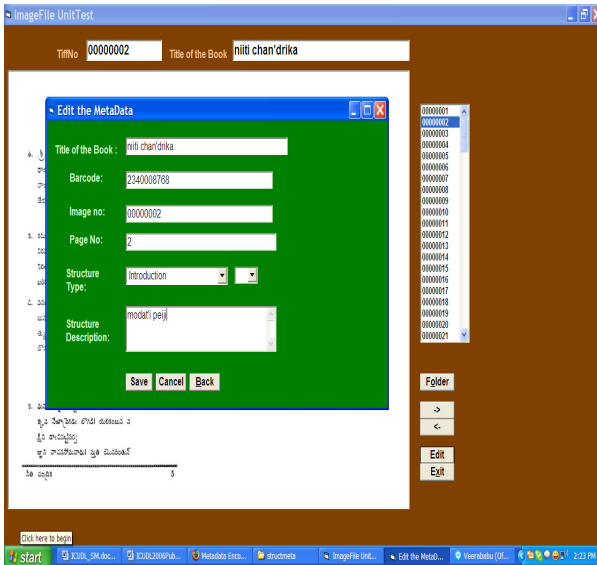 ImageFile UnitTest
TiffNo 00000002 Title of the Book niiti chan'drika
Edit the MetaData
Title of the Book : niiti chan'drika
Barcode: 2340008768
Image no: 00000002
Page No: 2
Structure Type: Introduction
Structure Description: modat'i peiji
Save Cancel Back
00000001
00000002
00000003
00000004
00000005
00000006
00000007
00000008
00000009
00000010
00000011
00000012
00000013
00000014
00000015
00000016
00000017
00000018
00000019
00000020
00000021
Folder
->
<-
Edit
Exit
నీతి చంద్రిక 5
Click here to begin
start ICUDL_SM.doc... ICUDL2006Pub... Metadata Enco... structmeta ImageFile Unit... Edit the MetaD... Veerababu (Of... 2:23 PM